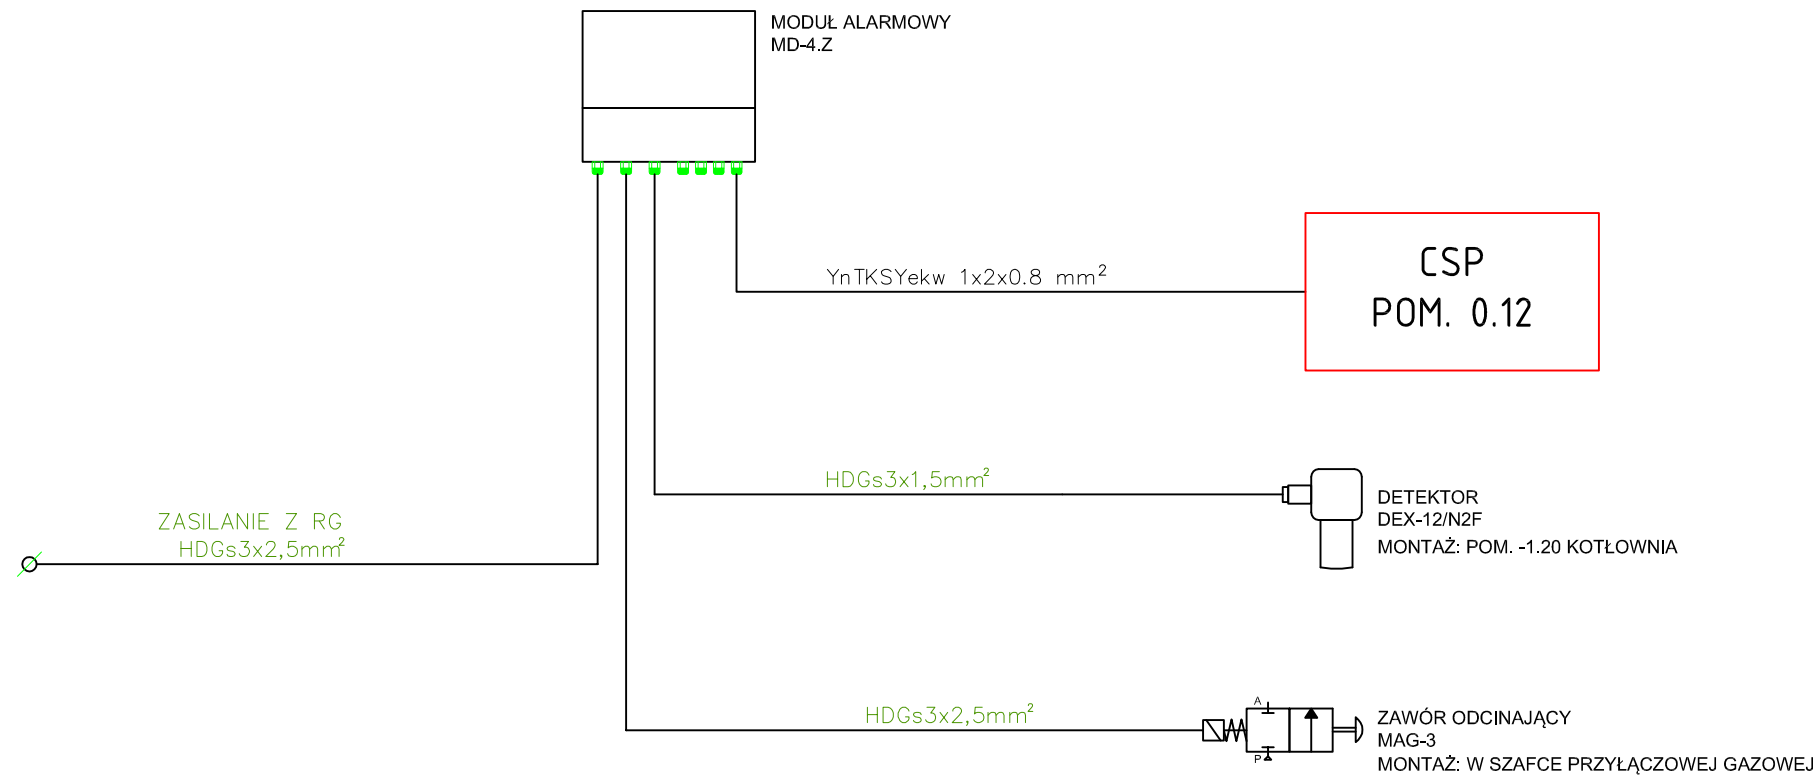 MODUŁ ALARMOWY
MD-4.Z
CSP
POM. 0.12
YnTKSYekw 1x2x0.8 mm²
HDGs3x1,5mm²
DETEKTOR
DEX-12/N2F
MONTAŻ: POM. -1.20 KOTŁOWNIA
ZASILANIE Z RG
HDGs3x2,5mm²
HDGs3x2,5mm²
A
P
ZAWÓR ODCINAJĄCY
MAG-3
MONTAŻ: W SZAFCE PRZYŁĄCZOWEJ GAZOWEJ